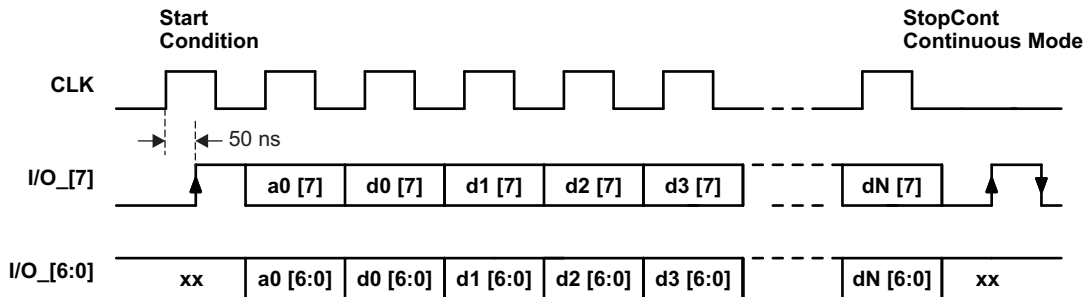 Start
Condition
StopCont
Continuous Mode
CLK
50 ns
I/O_[7]
a0 [7] d0 [7] d1 [7] d2 [7] d3 [7] dN [7]
I/O_[6:0]
xx a0 [6:0] d0 [6:0] d1 [6:0] d2 [6:0] d3 [6:0] dN [6:0] xx